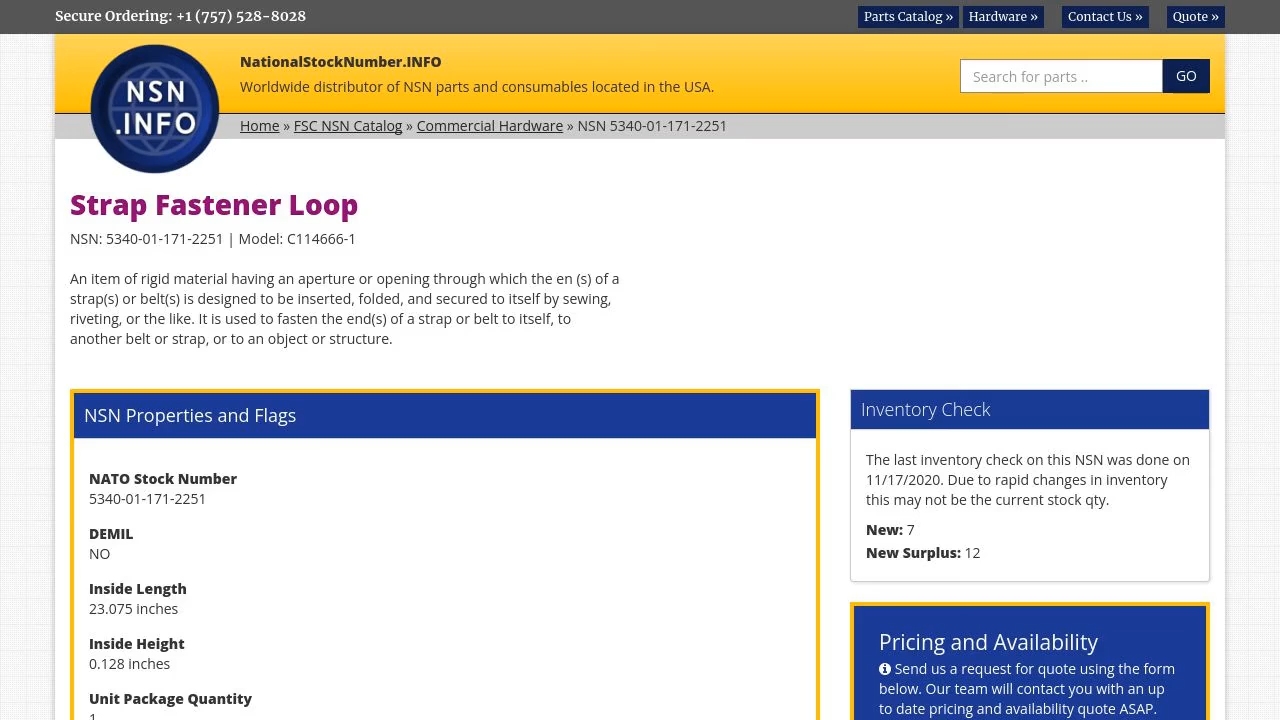 Secure Ordering: +1 (757) 528-8028
Parts Catalog »
Hardware »
Contact Us »
Quote »
NSN
.INFO
NationalStockNumber.INFO
Worldwide distributor of NSN parts and consumables located in the USA.
Search for parts ..
GO
Home » FSC NSN Catalog » Commercial Hardware » NSN 5340-01-171-2251
Strap Fastener Loop
NSN: 5340-01-171-2251 | Model: C114666-1
An item of rigid material having an aperture or opening through which the en (s) of a
strap(s) or belt(s) is designed to be inserted, folded, and secured to itself by sewing,
riveting, or the like. It is used to fasten the end(s) of a strap or belt to itself, to
another belt or strap, or to an object or structure.
NSN Properties and Flags
NATO Stock Number
5340-01-171-2251
DEMIL
NO
Inside Length
23.075 inches
Inside Height
0.128 inches
Unit Package Quantity
1
Inventory Check
The last inventory check on this NSN was done on
11/17/2020. Due to rapid changes in inventory
this may not be the current stock qty.
New: 7
New Surplus: 12
Pricing and Availability
Send us a request for quote using the form
below. Our team will contact you with an up
to date pricing and availability quote ASAP.